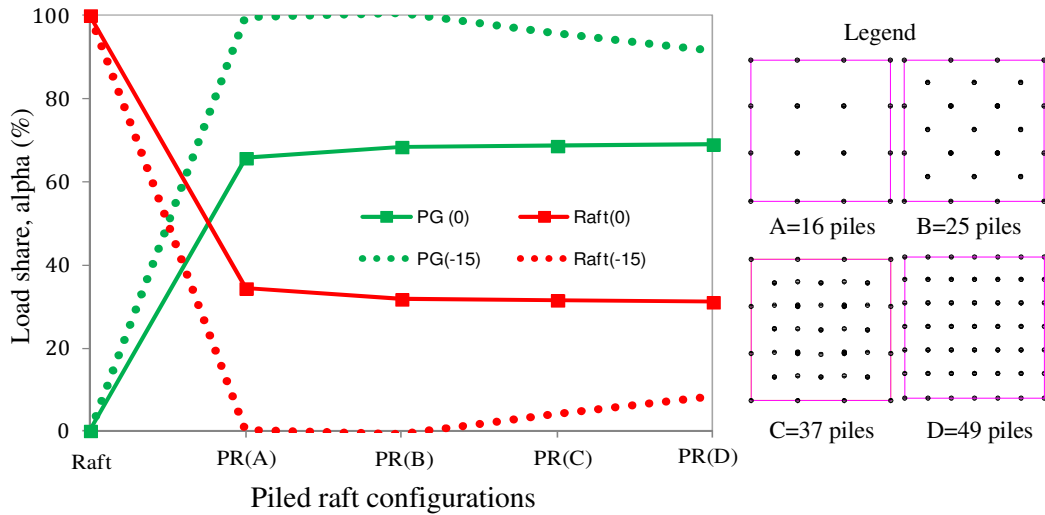 100
80
60
40
20
0
Load share, alpha (%)
Raft
PR(A)
PR(B)
PR(C)
PR(D)
Piled raft configurations
PG (0)
Raft(0)
PG(-15)
Raft(-15)
Legend
A=16 piles
B=25 piles
C=37 piles
D=49 piles